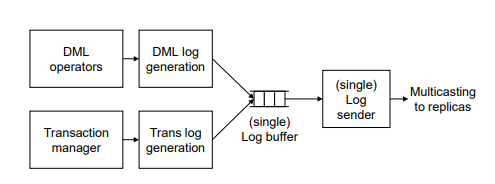 DML
operators
DML log
generation
Transaction
manager
Trans log
generation
(single)
Log buffer
(single)
Log
sender
Multicasting
to replicas